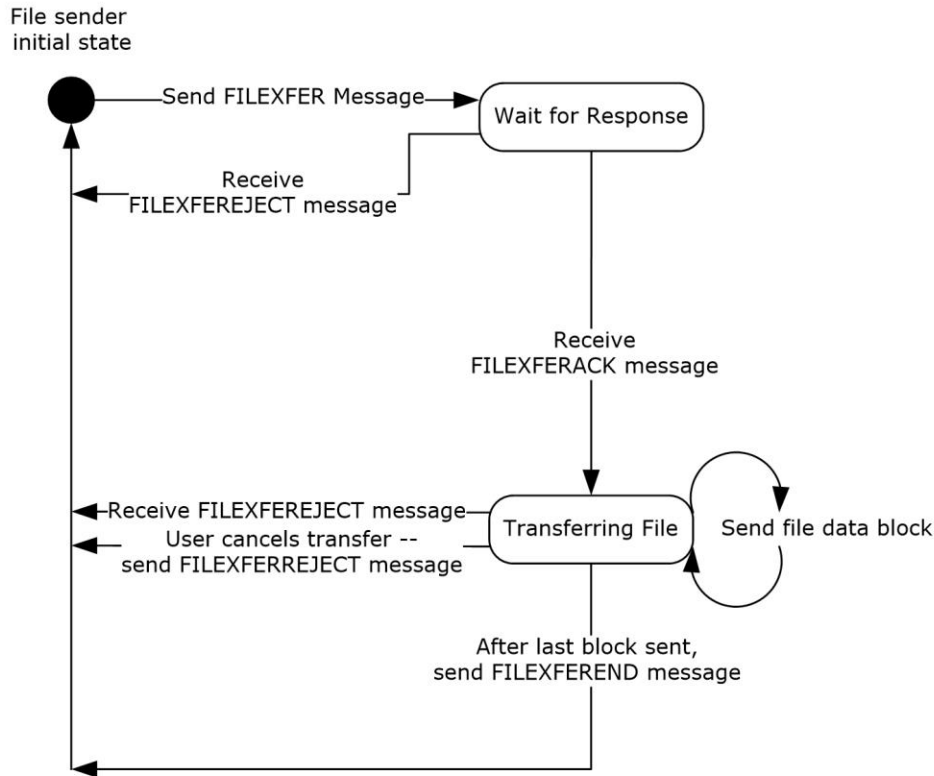 File sender
initial state
Send FILEXFER Message
Wait for Response
Receive
FILEXFEREJECT message
Receive
FILEXFERACK message
Receive FILEXFEREJECT message
Transferring File
Send file data block
User cancels transfer --
send FILEXFERREJECT message
After last block sent,
send FILEXFEREND message